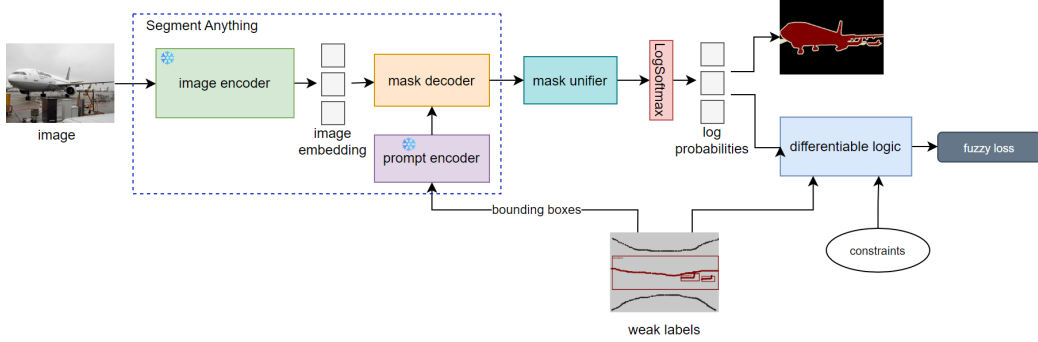 Segment Anything
image encoder
mask decoder
mask unifier
LogSoftmax
image
image
embedding
prompt encoder
log
probabilities
differentiable logic
fuzzy loss
bounding boxes
constraints
weak labels